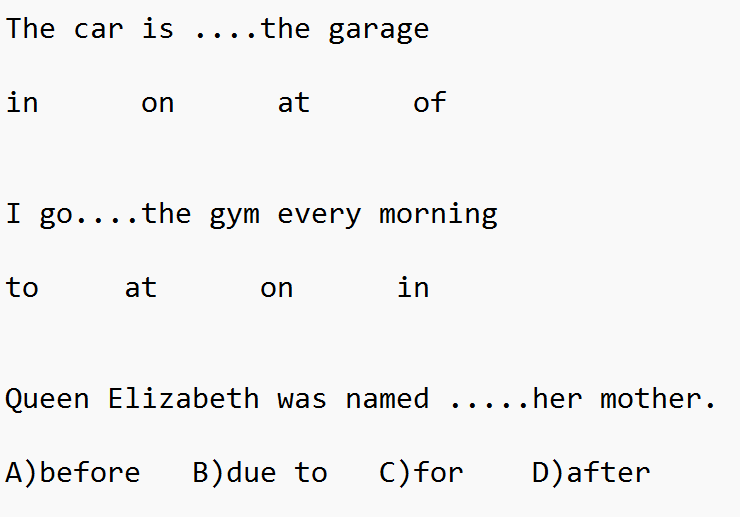 The car is ....the garage
in on at of
I go....the gym every morning
to at on in
Queen Elizabeth was named .....her mother.
A)before B)due to C)for D)after